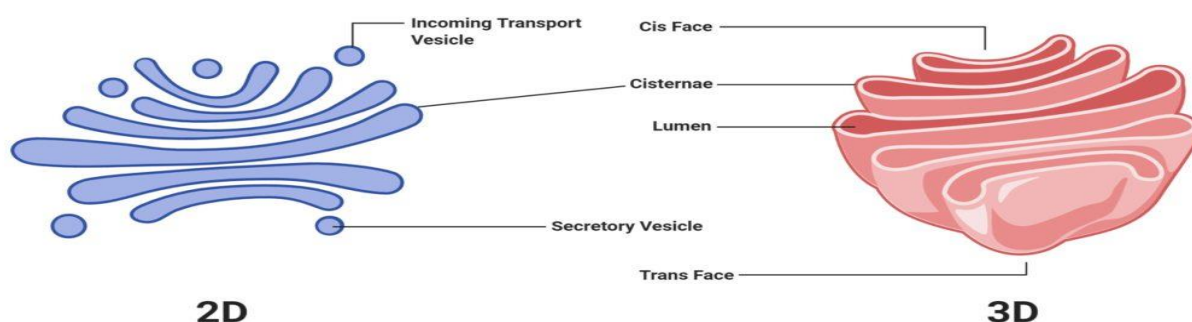 Incoming Transport
Vesicle
Cis Face
Cisternae
Lumen
Secretory Vesicle
Trans Face
2D
3D